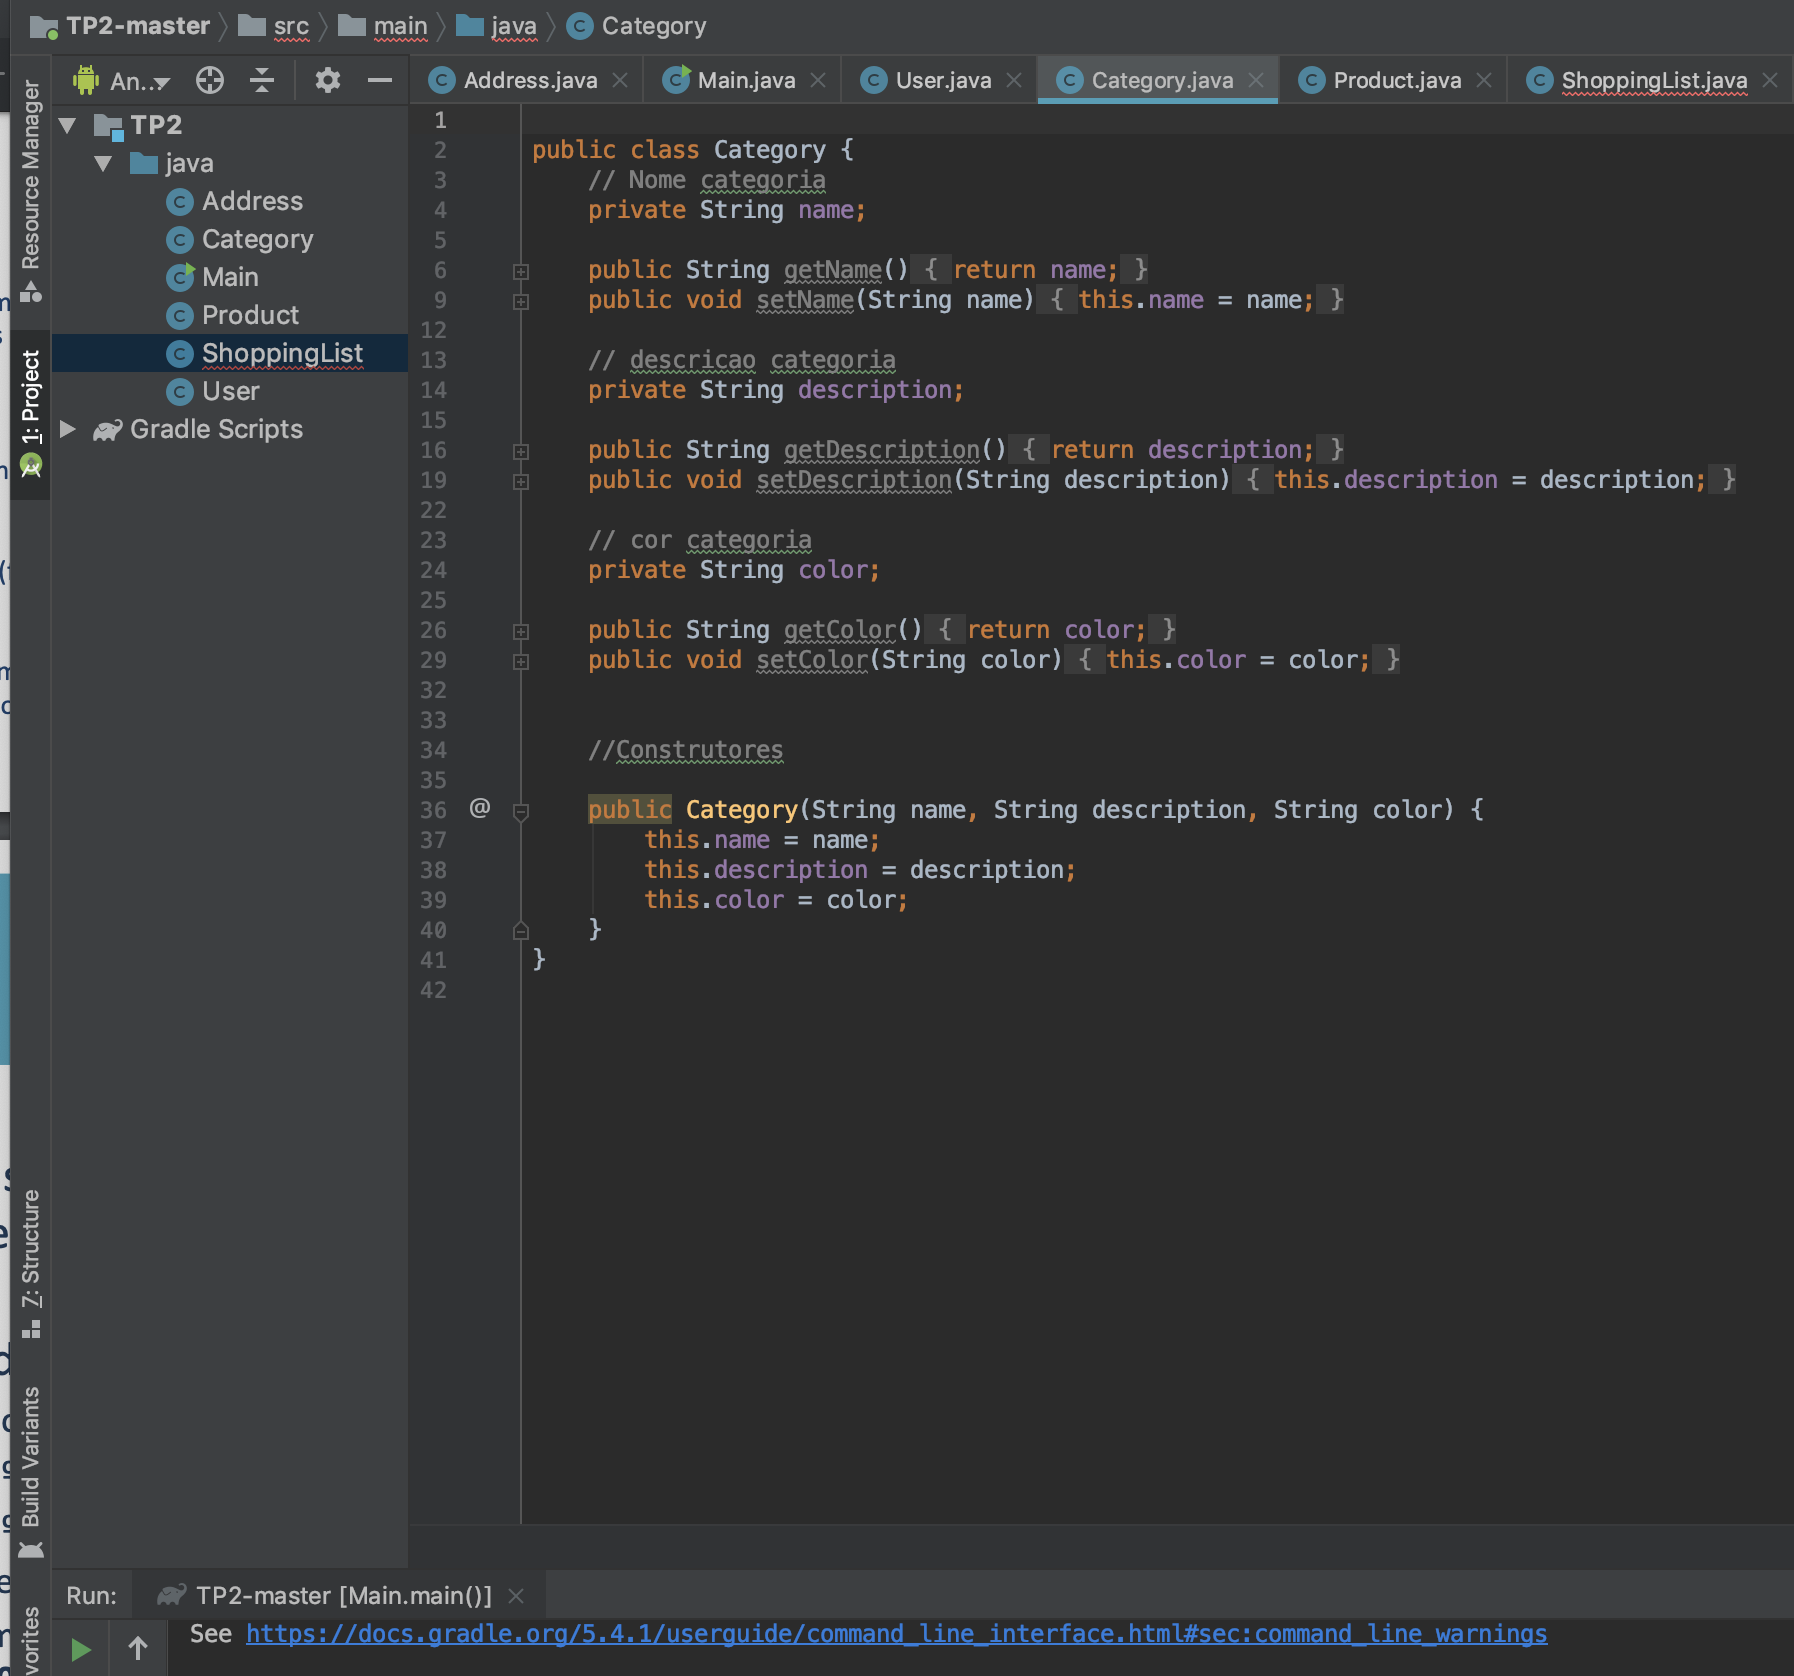 TP2-master src main java Category
An... Address.java Main.java User.java Category.java Product.java ShoppingList.java
Resource Manager
1: Project
7: Structure
Build Variants
TP2
java
Address
Category
Main
Product
ShoppingList
User
Gradle Scripts
1
2 public class Category {
3 // Nome categoria
4 private String name;
5
6 public String getName() { return name; }
9 public void setName(String name) { this.name = name; }
12
13 // descricao categoria
14 private String description;
15
16 public String getDescription() { return description; }
19 public void setDescription(String description) { this.description = description; }
22
23 // cor categoria
24 private String color;
25
26 public String getColor() { return color; }
29 public void setColor(String color) { this.color = color; }
32
33
34 //Construtores
35
36 @ public Category(String name, String description, String color) {
37 this.name = name;
38 this.description = description;
39 this.color = color;
40 }
41 }
42
Run: TP2-master [Main.main()]
See https://docs.gradle.org/5.4.1/userguide/command_line_interface.html#sec:command_line_warnings